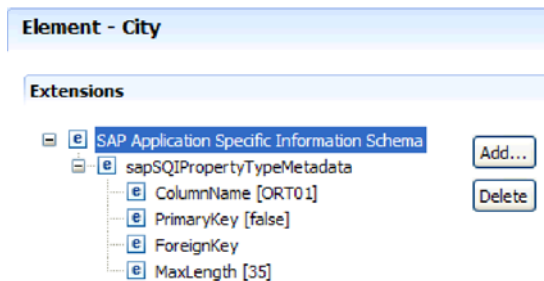 Element - City
Extensions
SAP Application Specific Information Schema
Add...
sapSQIPropertyTypeMetadata
ColumnName [ORT01]
Delete
PrimaryKey [false]
ForeignKey
MaxLength [35]